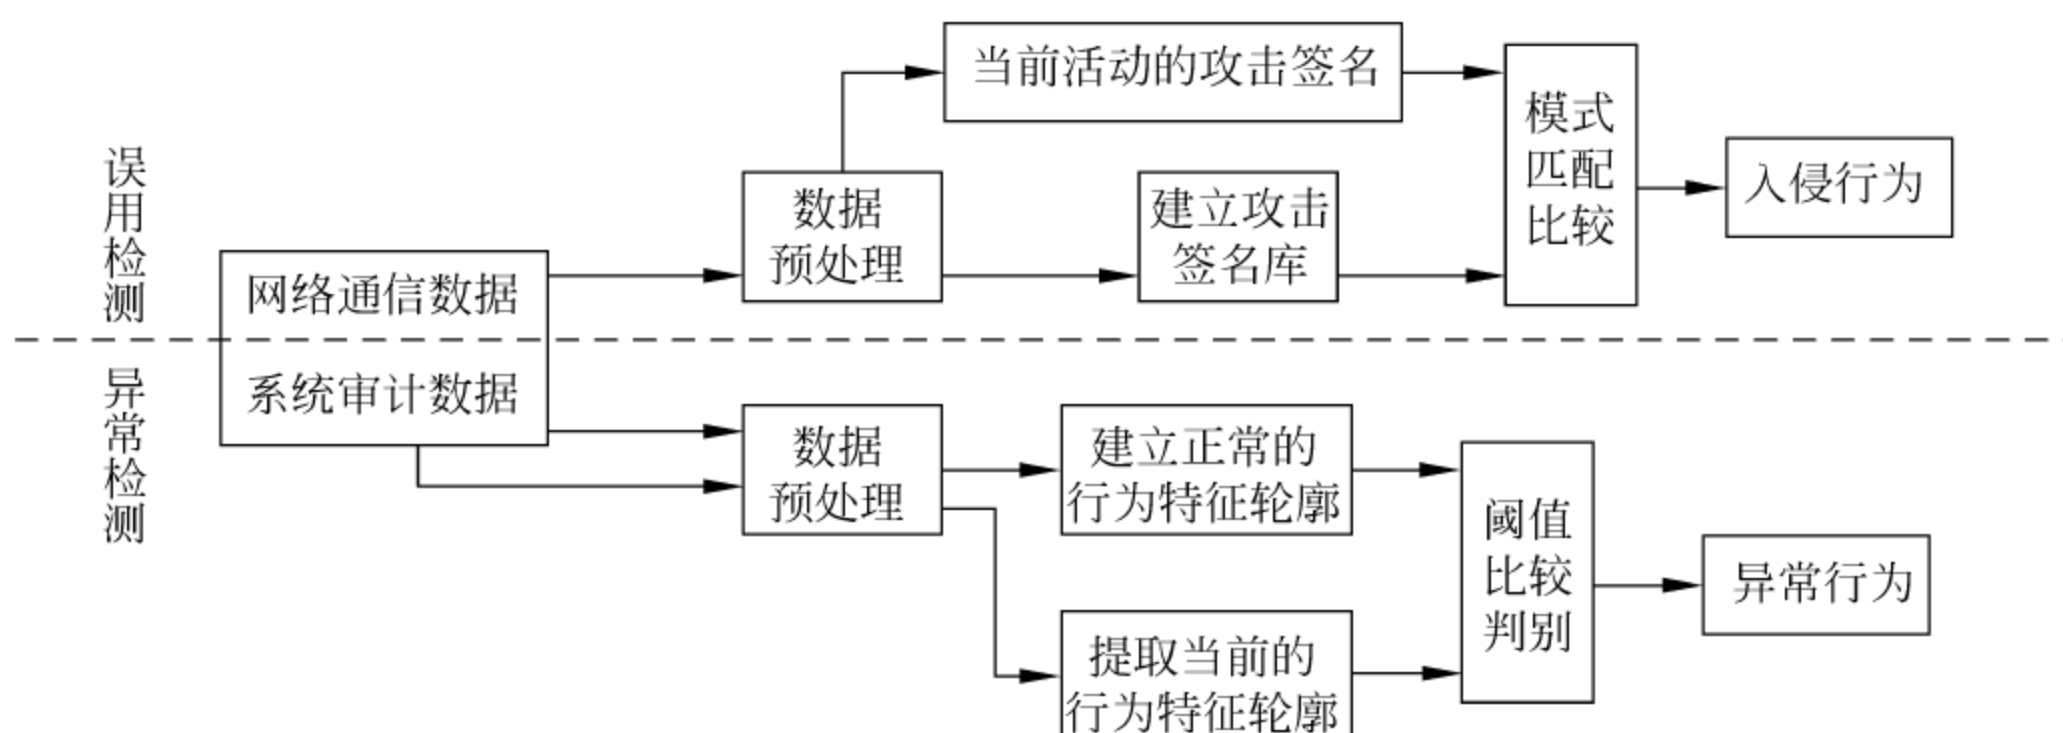 误用检测
当前活动的攻击签名
数据
预处理
建立攻击
签名库
模式
匹配
比较
入侵行为
网络通信数据
系统审计数据
异常检测
数据
预处理
建立正常的
行为特征轮廓
提取当前的
行为特征轮廓
阈值
比较
判别
异常行为